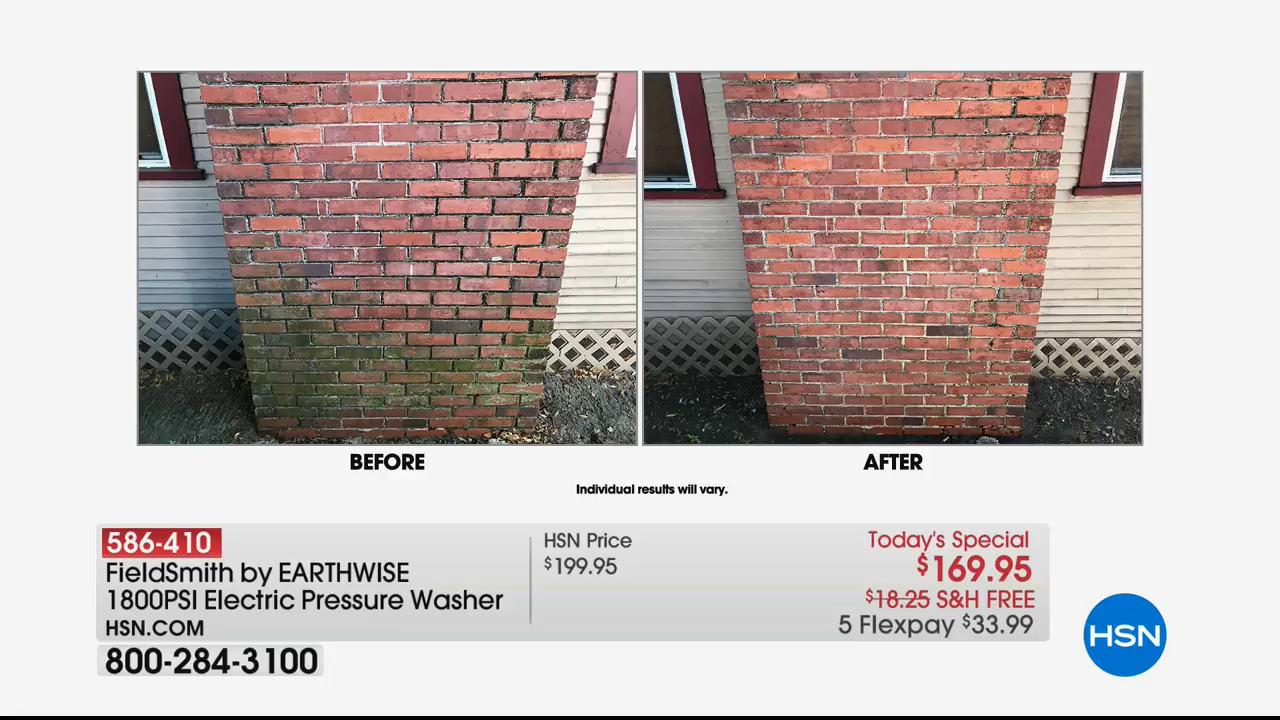 BEFORE
AFTER
Individual results will vary.
586-410
FieldSmith by EARTHWISE
1800PSI Electric Pressure Washer
HSN.COM
800-284-3100
HSN Price
$199.95
Today's Special
$169.95
$18.25 S&H FREE
5 Flexpay $33.99
HSN